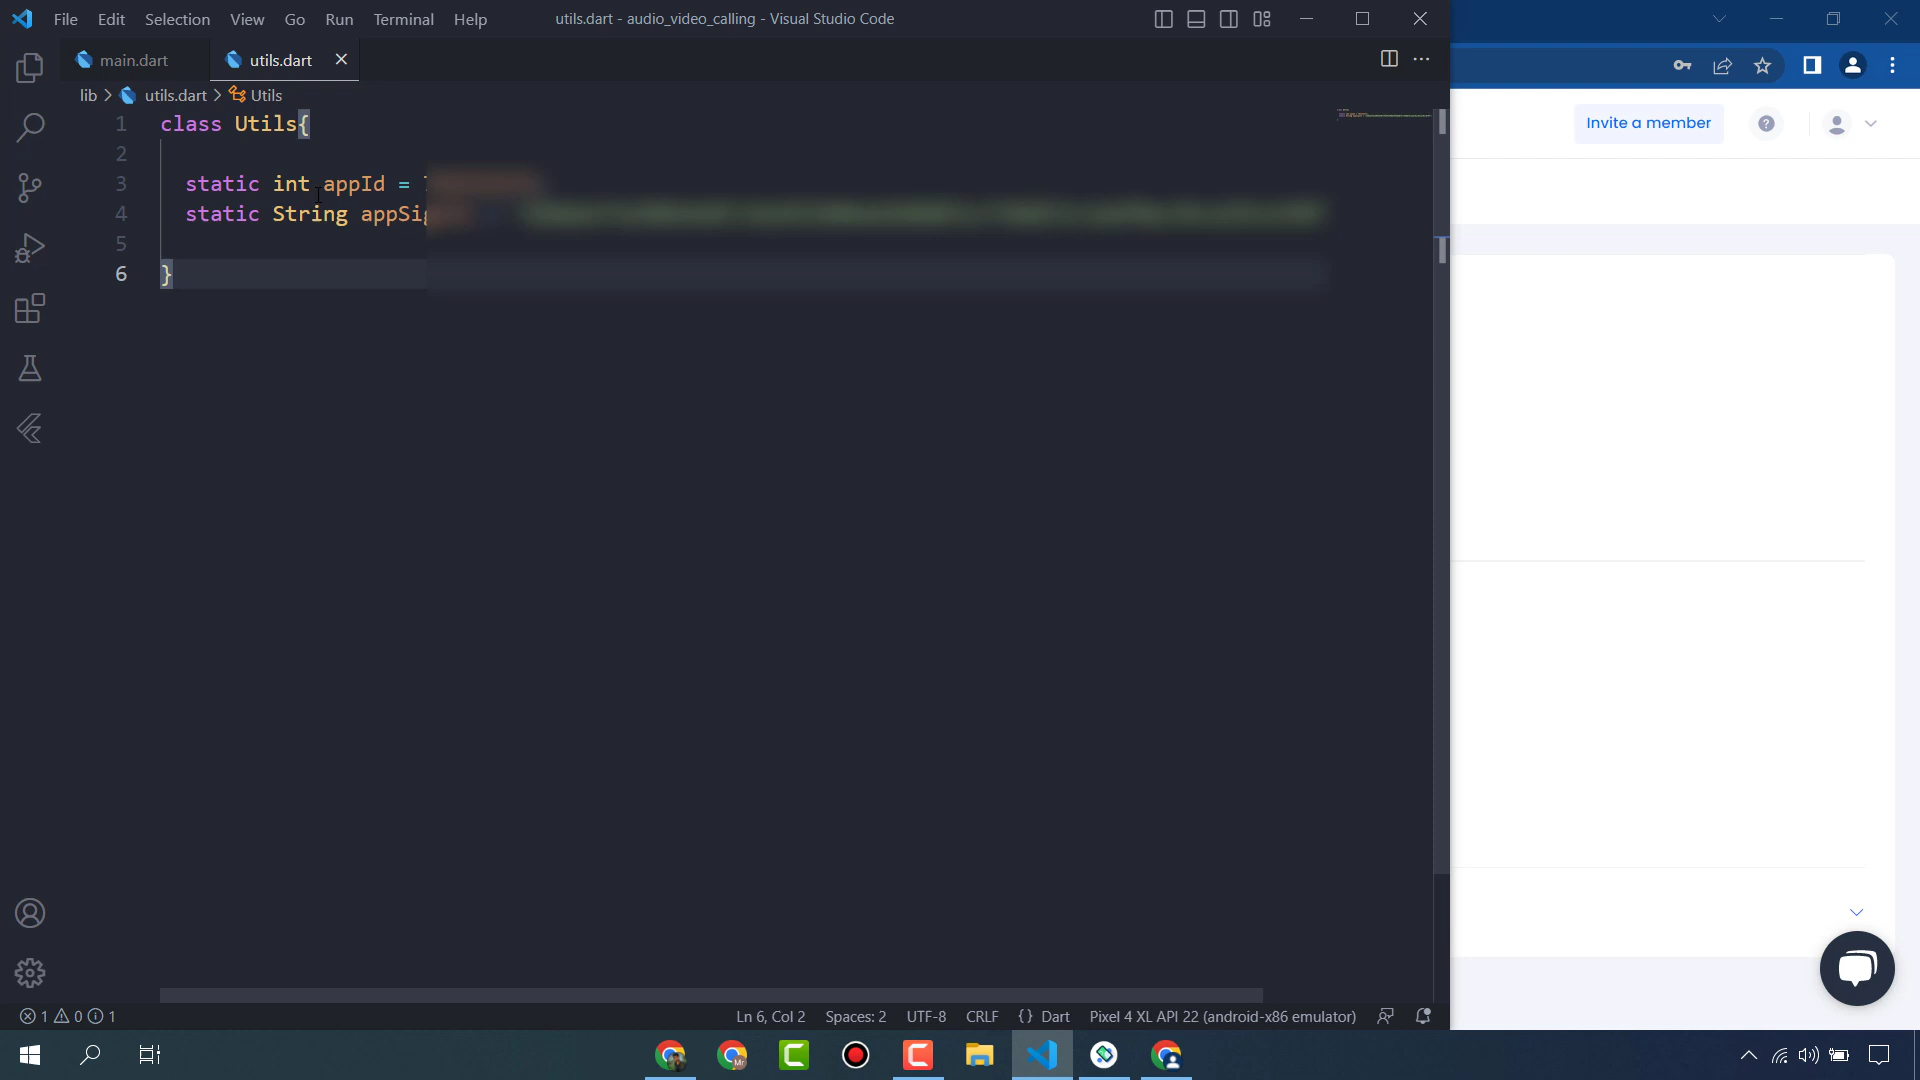 File Edit Selection View Go Run Terminal Help
utils.dart - audio_video_calling - Visual Studio Code
main.dart utils.dart
lib > utils.dart > Utils
Invite a member
1 class Utils{
2
3 static int appId =
4 static String
5
6 }
1 0 1
Ln 6, Col 2 Spaces: 2 UTF-8 CRLF {} Dart Pixel 4 XL API 22 (android-x86 emulator)